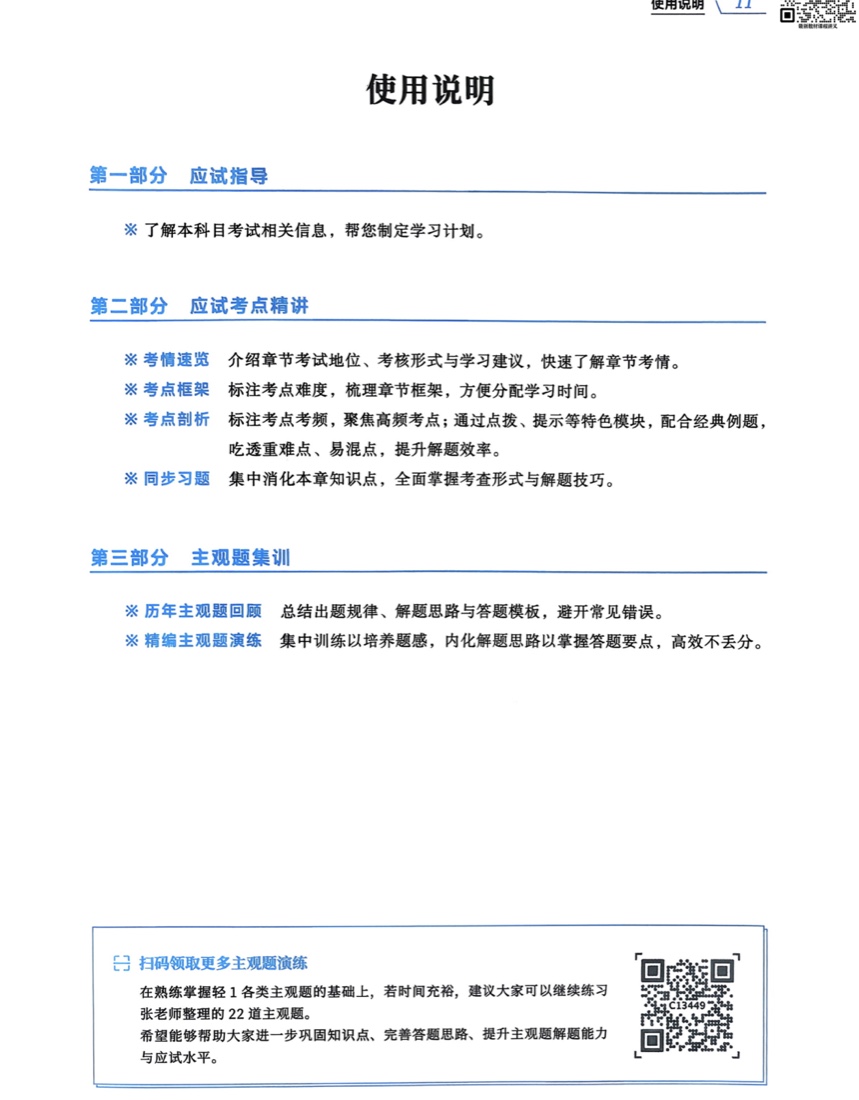 使用说明 II
最新题材课程讲义
使用说明
第一部分 应试指导
※ 了解本科目考试相关信息，帮您制定学习计划。
第二部分 应试考点精讲
※ 考情速览 介绍章节考试地位、考核形式与学习建议，快速了解章节考情。
※ 考点框架 标注考点难度，梳理章节框架，方便分配学习时间。
※ 考点剖析 标注考点考频，聚焦高频考点；通过点拨、提示等特色模块，配合经典例题，
吃透重难点、易混点，提升解题效率。
※ 同步习题 集中消化本章知识点，全面掌握考查形式与解题技巧。
第三部分 主观题集训
※ 历年主观题回顾 总结出题规律、解题思路与答题模板，避开常见错误。
※ 精编主观题演练 集中训练以培养题感，内化解题思路以掌握答题要点，高效不丢分。
扫码领取更多主观题演练
在熟练掌握轻 1 各类主观题的基础上，若时间充裕，建议大家可以继续练习
张老师整理的 22 道主观题。
希望能够帮助大家进一步巩固知识点、完善答题思路、提升主观题解题能力
与应试水平。
C13449